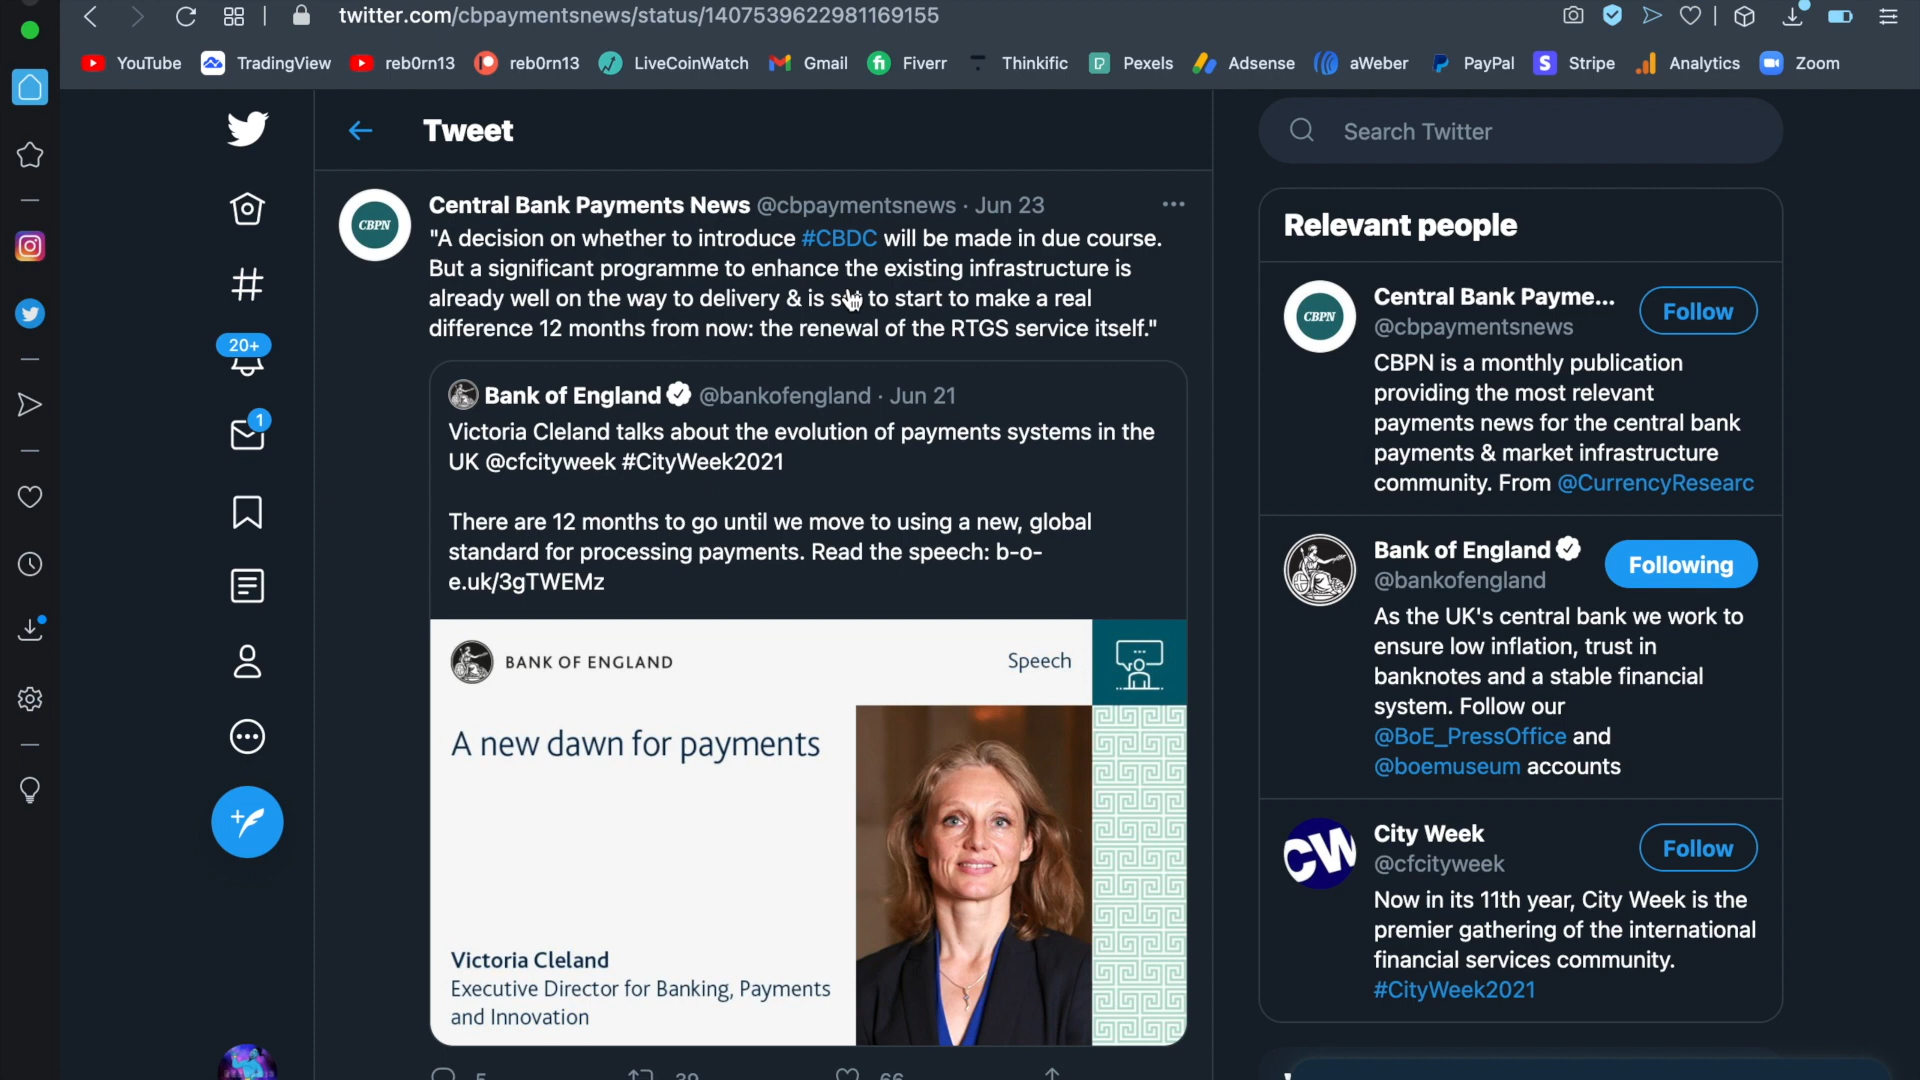 twitter.com/cbpaymentsnews/status/1407539622981169155
YouTube TradingView reb0rn13 reb0rn13 LiveCoinWatch Gmail Fiverr Thinkific Pexels Adsense aWeber PayPal Stripe Analytics Zoom
Tweet
Search Twitter
CBPN
Central Bank Payments News @cbpaymentsnews · Jun 23
"A decision on whether to introduce #CBDC will be made in due course.
But a significant programme to enhance the existing infrastructure is
already well on the way to delivery & is to start to make a real
difference 12 months from now: the renewal of the RTGS service itself."
20+
1
Bank of England @bankofengland · Jun 21
Victoria Cleland talks about the evolution of payments systems in the
UK @cfcityweek #CityWeek2021
There are 12 months to go until we move to using a new, global
standard for processing payments. Read the speech: b-o-
e.uk/3gTWEMz
BANK OF ENGLAND
Speech
A new dawn for payments
Victoria Cleland
Executive Director for Banking, Payments
and Innovation
5 39 66
Relevant people
CBPN
Central Bank Payme...
@cbpaymentsnews
Follow
CBPN is a monthly publication
providing the most relevant
payments news for the central bank
payments & market infrastructure
community. From @CurrencyResearc
Bank of England
@bankofengland
Following
As the UK's central bank we work to
ensure low inflation, trust in
banknotes and a stable financial
system. Follow our
@BoE_PressOffice and
@boemuseum accounts
CW
City Week
@cfcityweek
Follow
Now in its 11th year, City Week is the
premier gathering of the international
financial services community.
#CityWeek2021